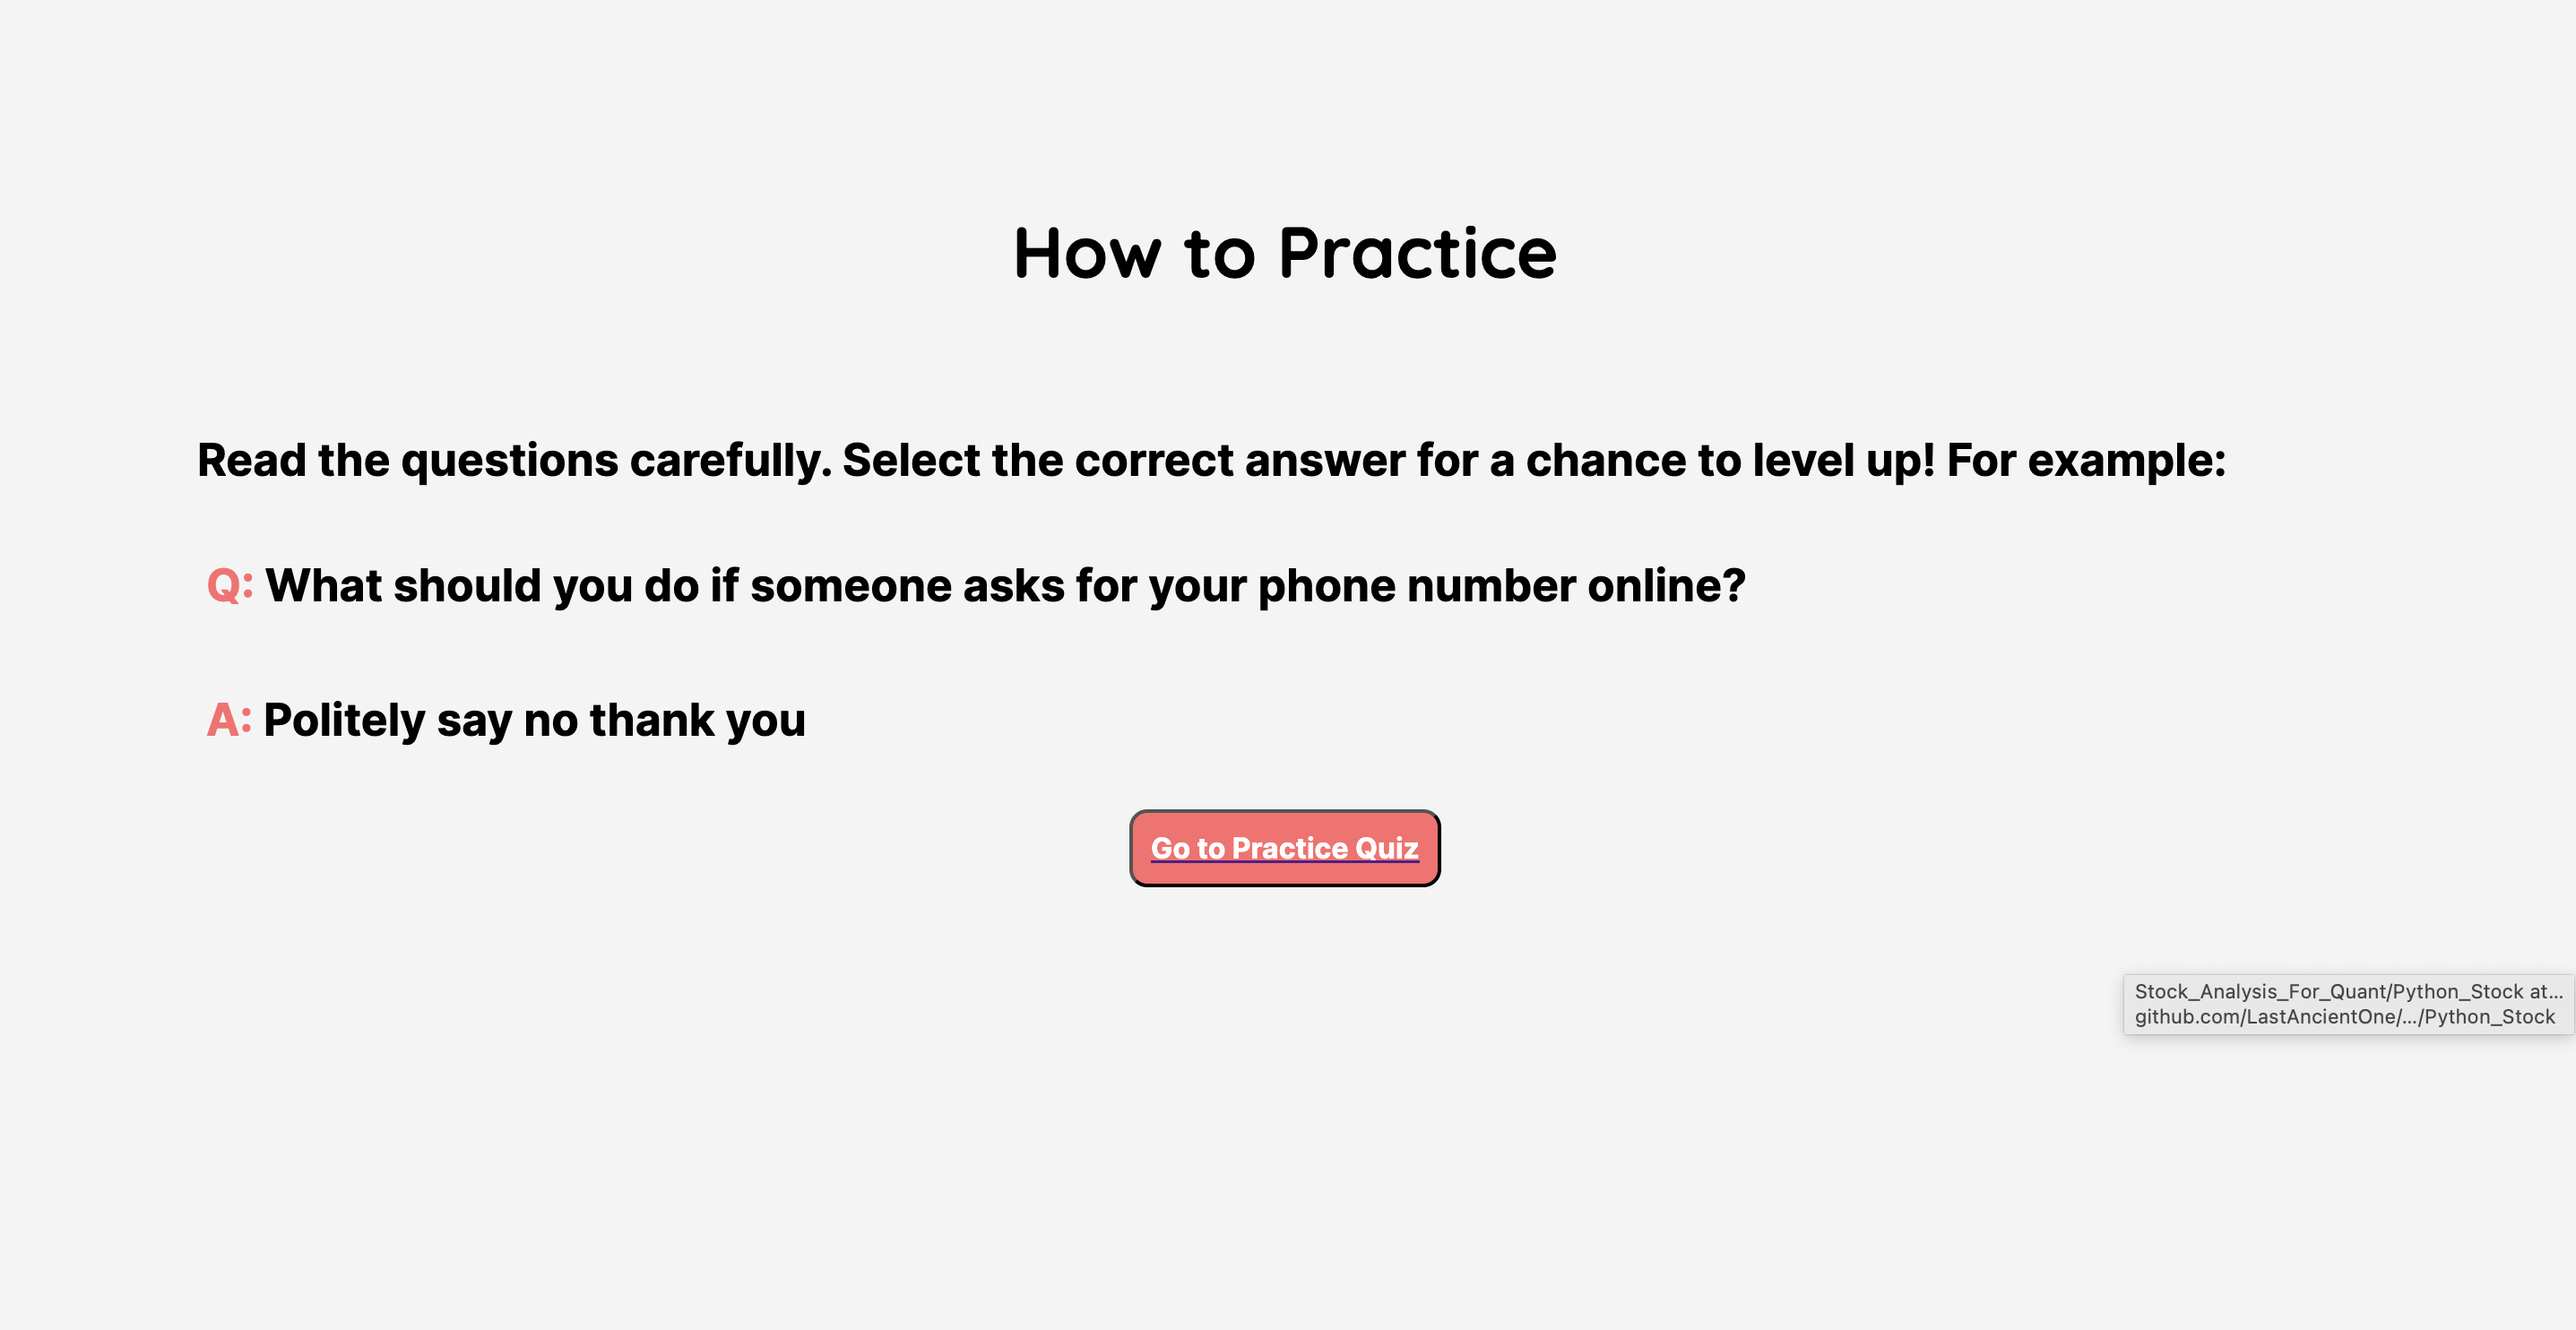 How to Practice
Read the questions carefully. Select the correct answer for a chance to level up! For example:
Q: What should you do if someone asks for your phone number online?
A: Politely say no thank you
Go to Practice Quiz
Stock_Analysis_For_Quant/Python_Stock at...
github.com/LastAncientOne/.../Python_Stock